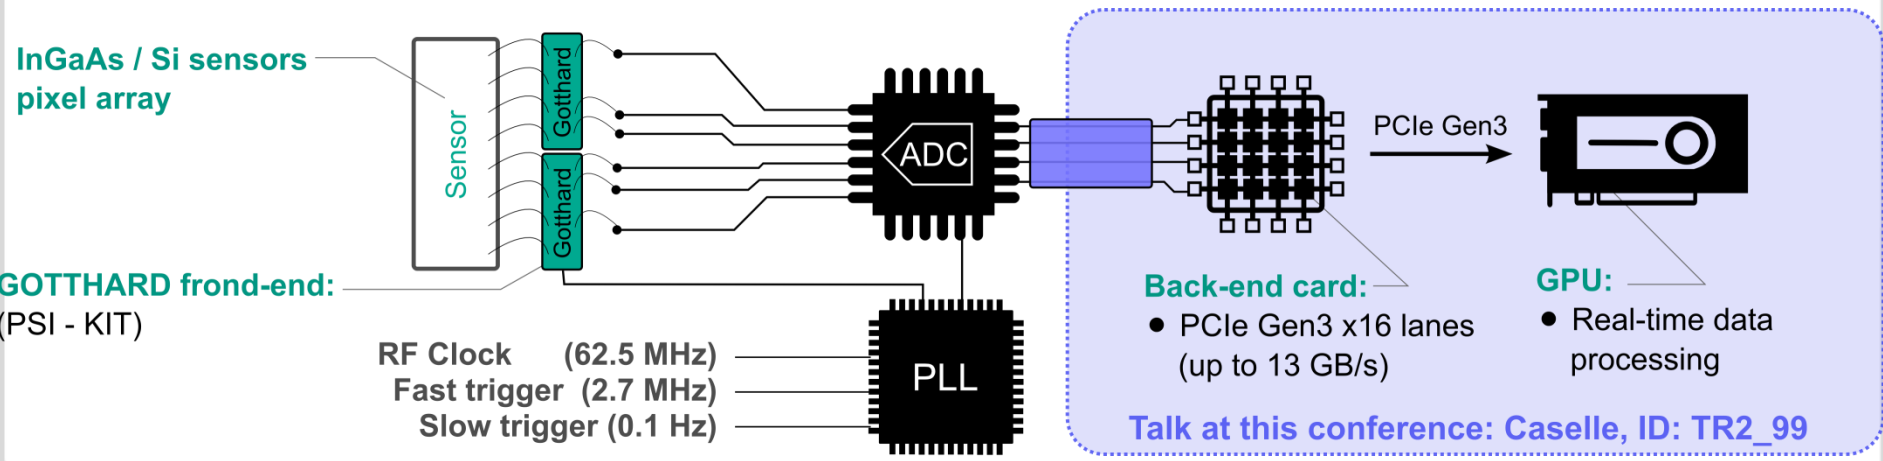 InGaAs / Si sensors
pixel array
Sensor
Gotthard
Gotthard
GOTTHARD frond-end:
(PSI - KIT)
ADC
PLL
RF Clock (62.5 MHz)
Fast trigger (2.7 MHz)
Slow trigger (0.1 Hz)
PCIe Gen3
Back-end card:
● PCIe Gen3 x16 lanes
(up to 13 GB/s)
GPU:
● Real-time data
processing
Talk at this conference: Caselle, ID: TR2_99